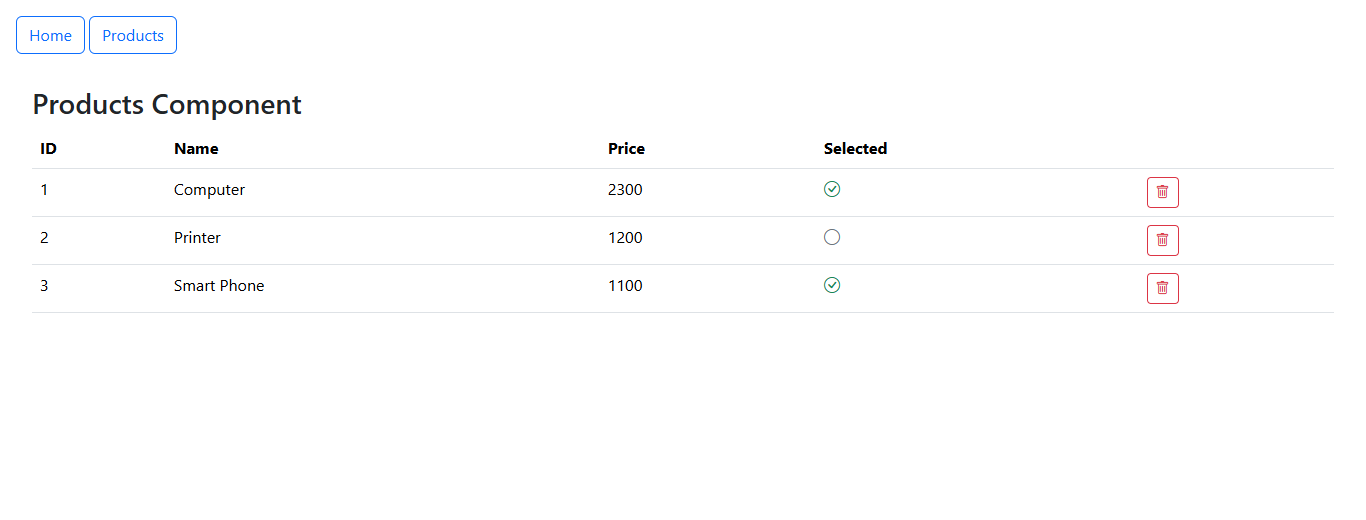 Home Products
Products Component
ID Name Price Selected
1 Computer 2300
2 Printer 1200
3 Smart Phone 1100